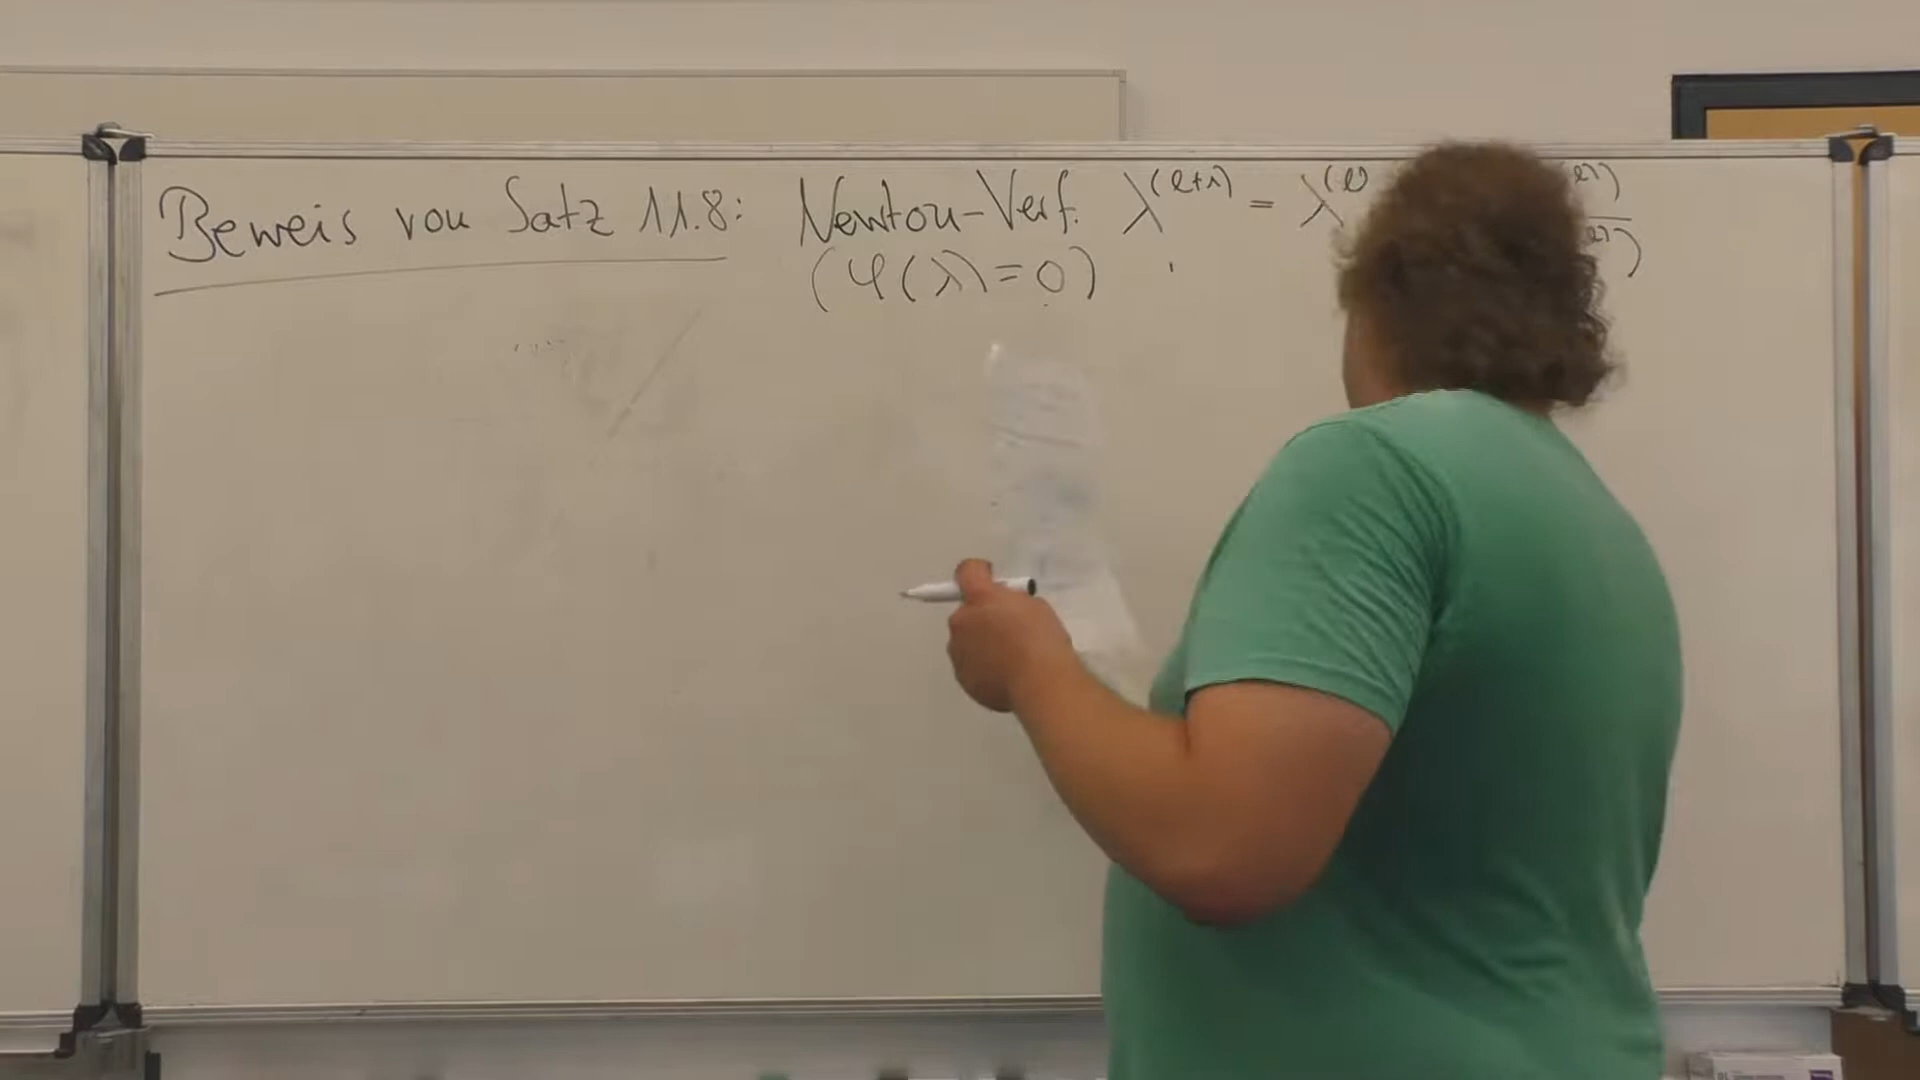 Beweis von Satz 11.8: Newton-Verf. λ^(l+1) = λ^(l)
(φ(λ)=0)